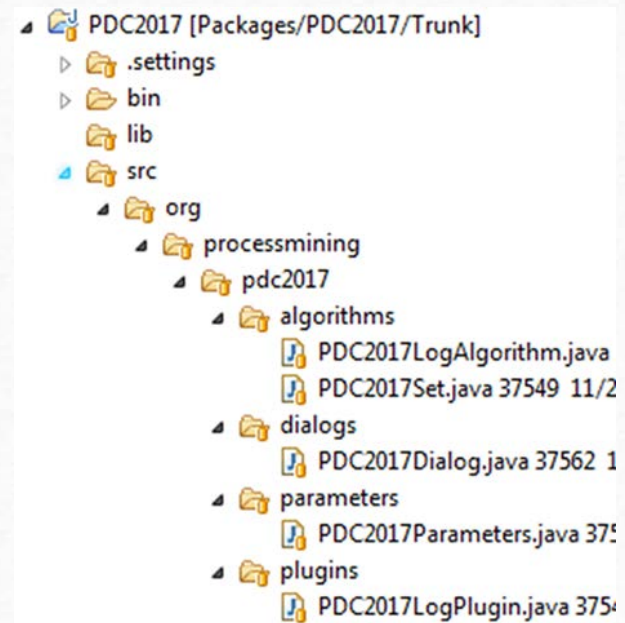 PDC2017 [Packages/PDC2017/Trunk]
.settings
bin
lib
src
org
processmining
pdc2017
algorithms
PDC2017LogAlgorithm.java
PDC2017Set.java 37549 11/2
dialogs
PDC2017Dialog.java 37562 1
parameters
PDC2017Parameters.java 375
plugins
PDC2017LogPlugin.java 3754